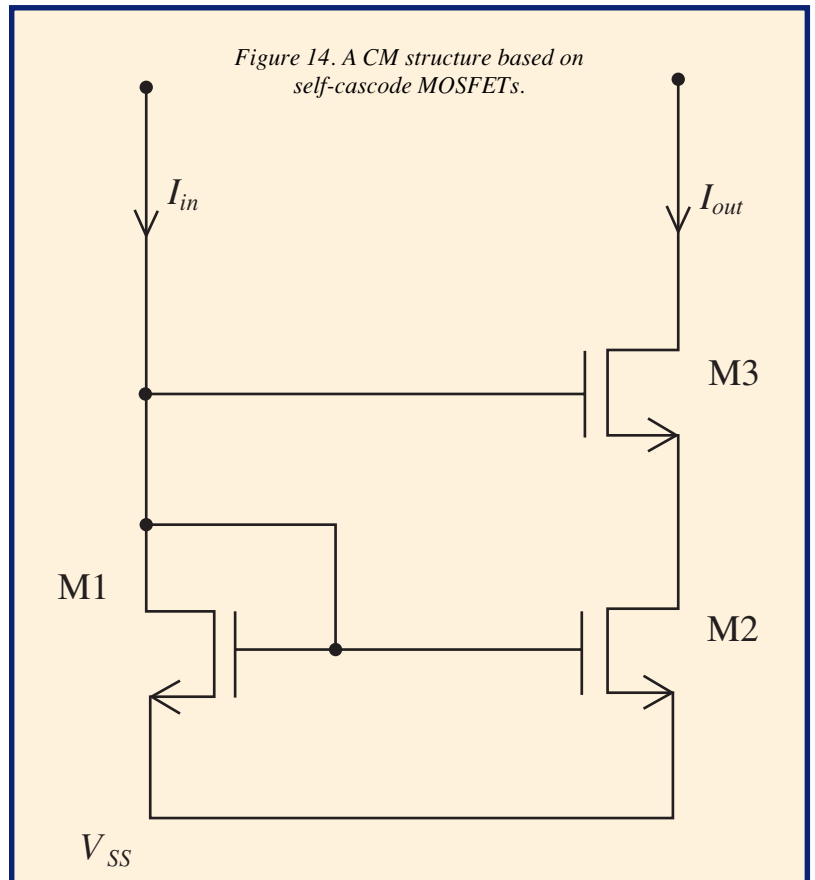 Figure 14. A CM structure based on
self-cascode MOSFETs.
I_in
I_out
M3
M1
M2
V_SS